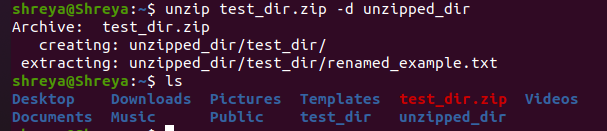 shreya@Shreya:~$ unzip test_dir.zip -d unzipped_dir
Archive:  test_dir.zip
   creating: unzipped_dir/test_dir/
 extracting: unzipped_dir/test_dir/renamed_example.txt
shreya@Shreya:~$ ls
Desktop    Downloads  Pictures  Templates  test_dir.zip  Videos
Documents  Music      Public    test_dir   unzipped_dir
shreya@Shreya:~$